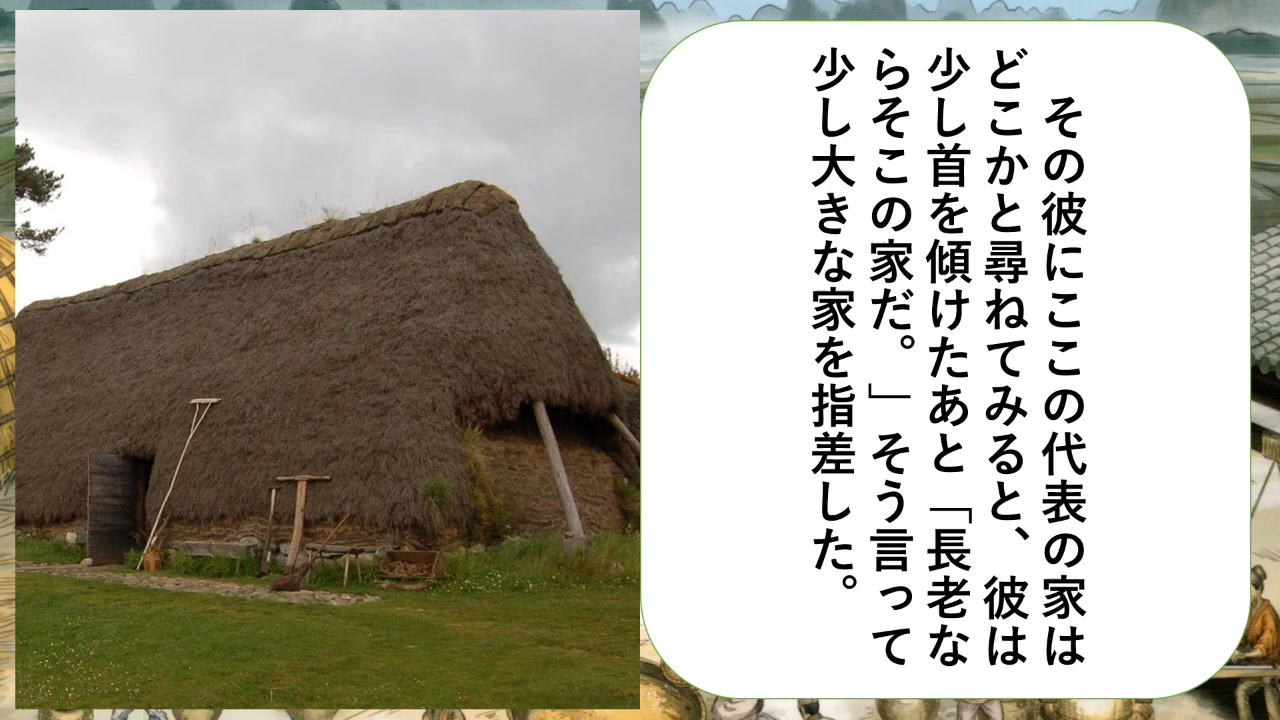 その彼にここの代表の家は
どこかと尋ねてみると、彼は
少し首を傾けたあと「長老な
らそこの家だ。」そう言って
少し大きな家を指差した。